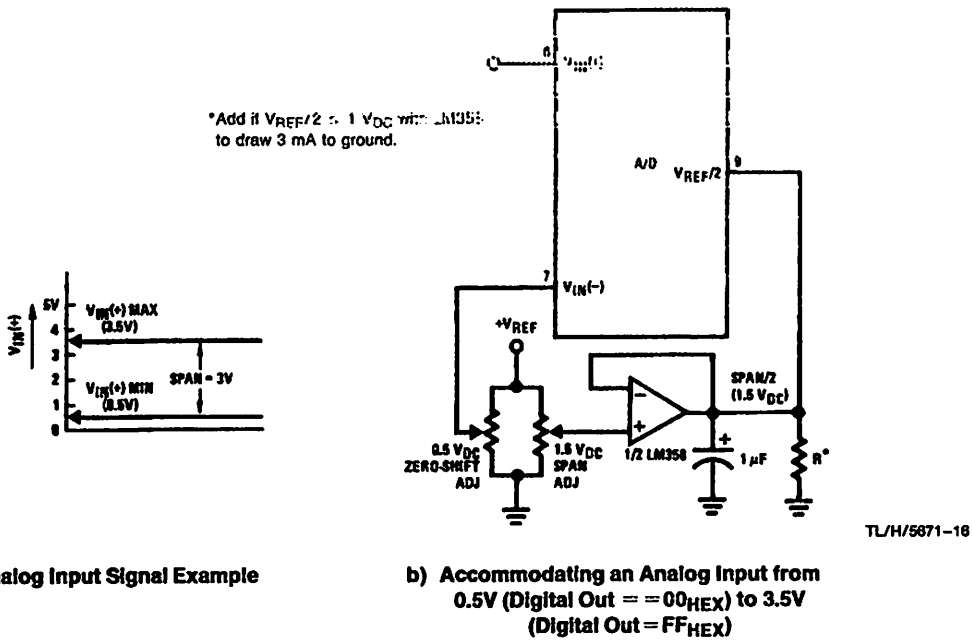 6
*Add if VREF/2 ≤ 1 VDC with LM358
to draw 3 mA to ground.
A/D
VREF/2
9
7
VIN(−)
+VREF
5V
4
3
2
1
0
VIN(+)
VIN(+) MAX
(3.5V)
SPAN = 3V
VIN(+) MIN
(0.5V)
0.5 VDC
ZERO-SHIFT
ADJ
1.5 VDC
SPAN
ADJ
−
+
1/2 LM358
SPAN/2
(1.5 VDC)
+
1 μF
R*
TL/H/5671–16
alog Input Signal Example
b) Accommodating an Analog Input from
0.5V (Digital Out = =00HEX) to 3.5V
(Digital Out=FFHEX)